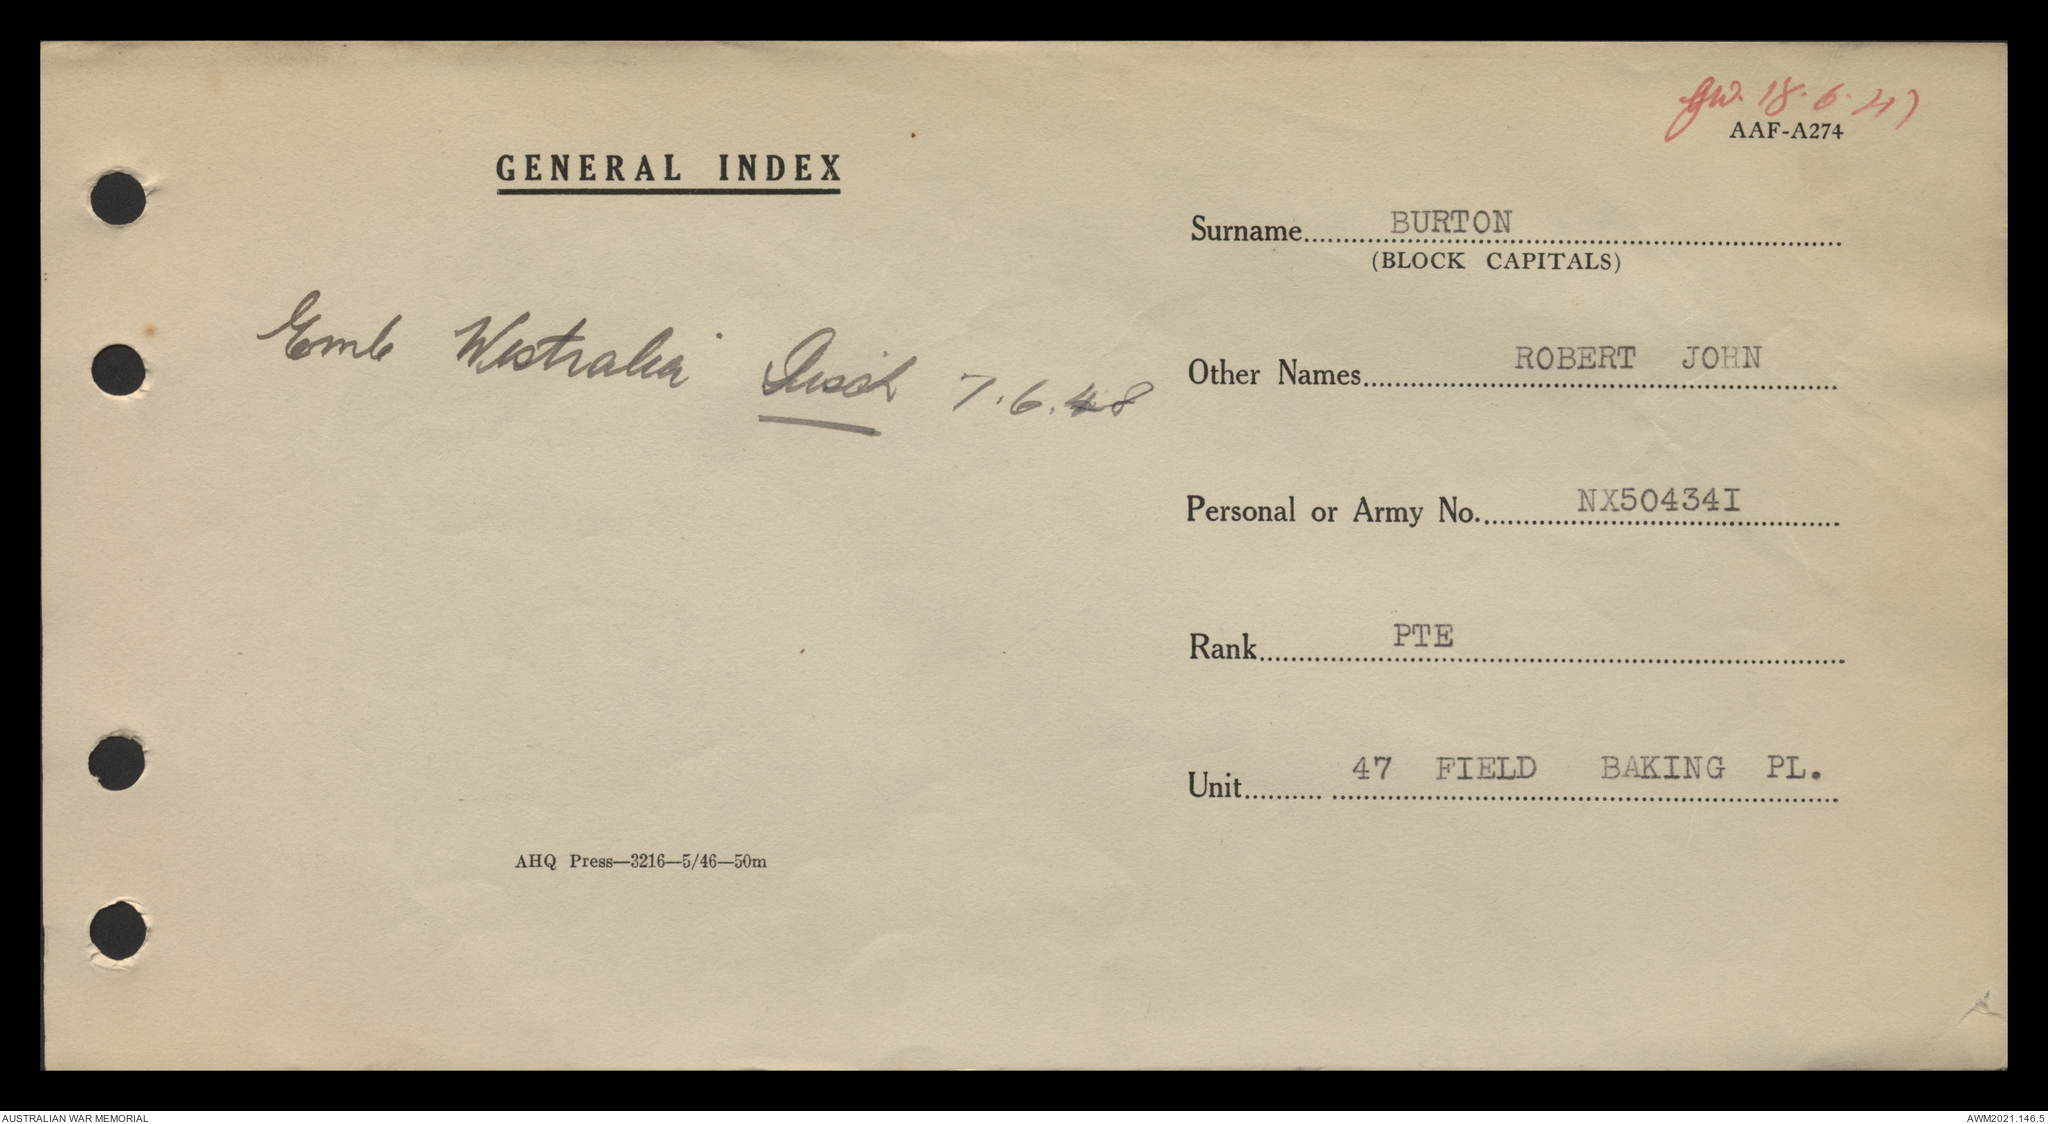 gw. 18.6.47
AAF-A274
GENERAL INDEX
Surname BURTON
(BLOCK CAPITALS)
Emb Westralia Disch 7.6.48
Other Names ROBERT JOHN
Personal or Army No. NX504341
Rank PTE
Unit 47 FIELD BAKING PL.
AHQ Press—3216—5/46—50m
AUSTRALIAN WAR MEMORIAL
AWM2021.146.5